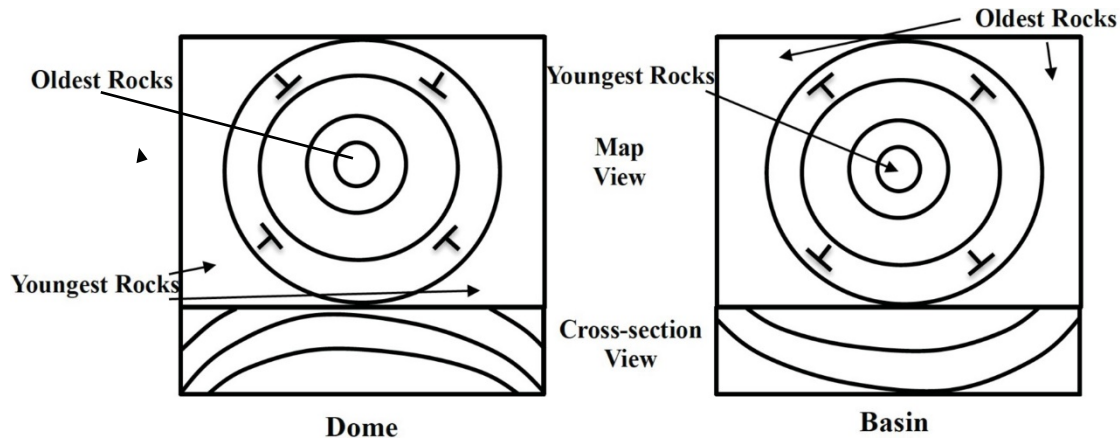 Oldest Rocks
Youngest Rocks
Dome
Map
View
Cross-section
View
Oldest Rocks
Youngest Rocks
Basin